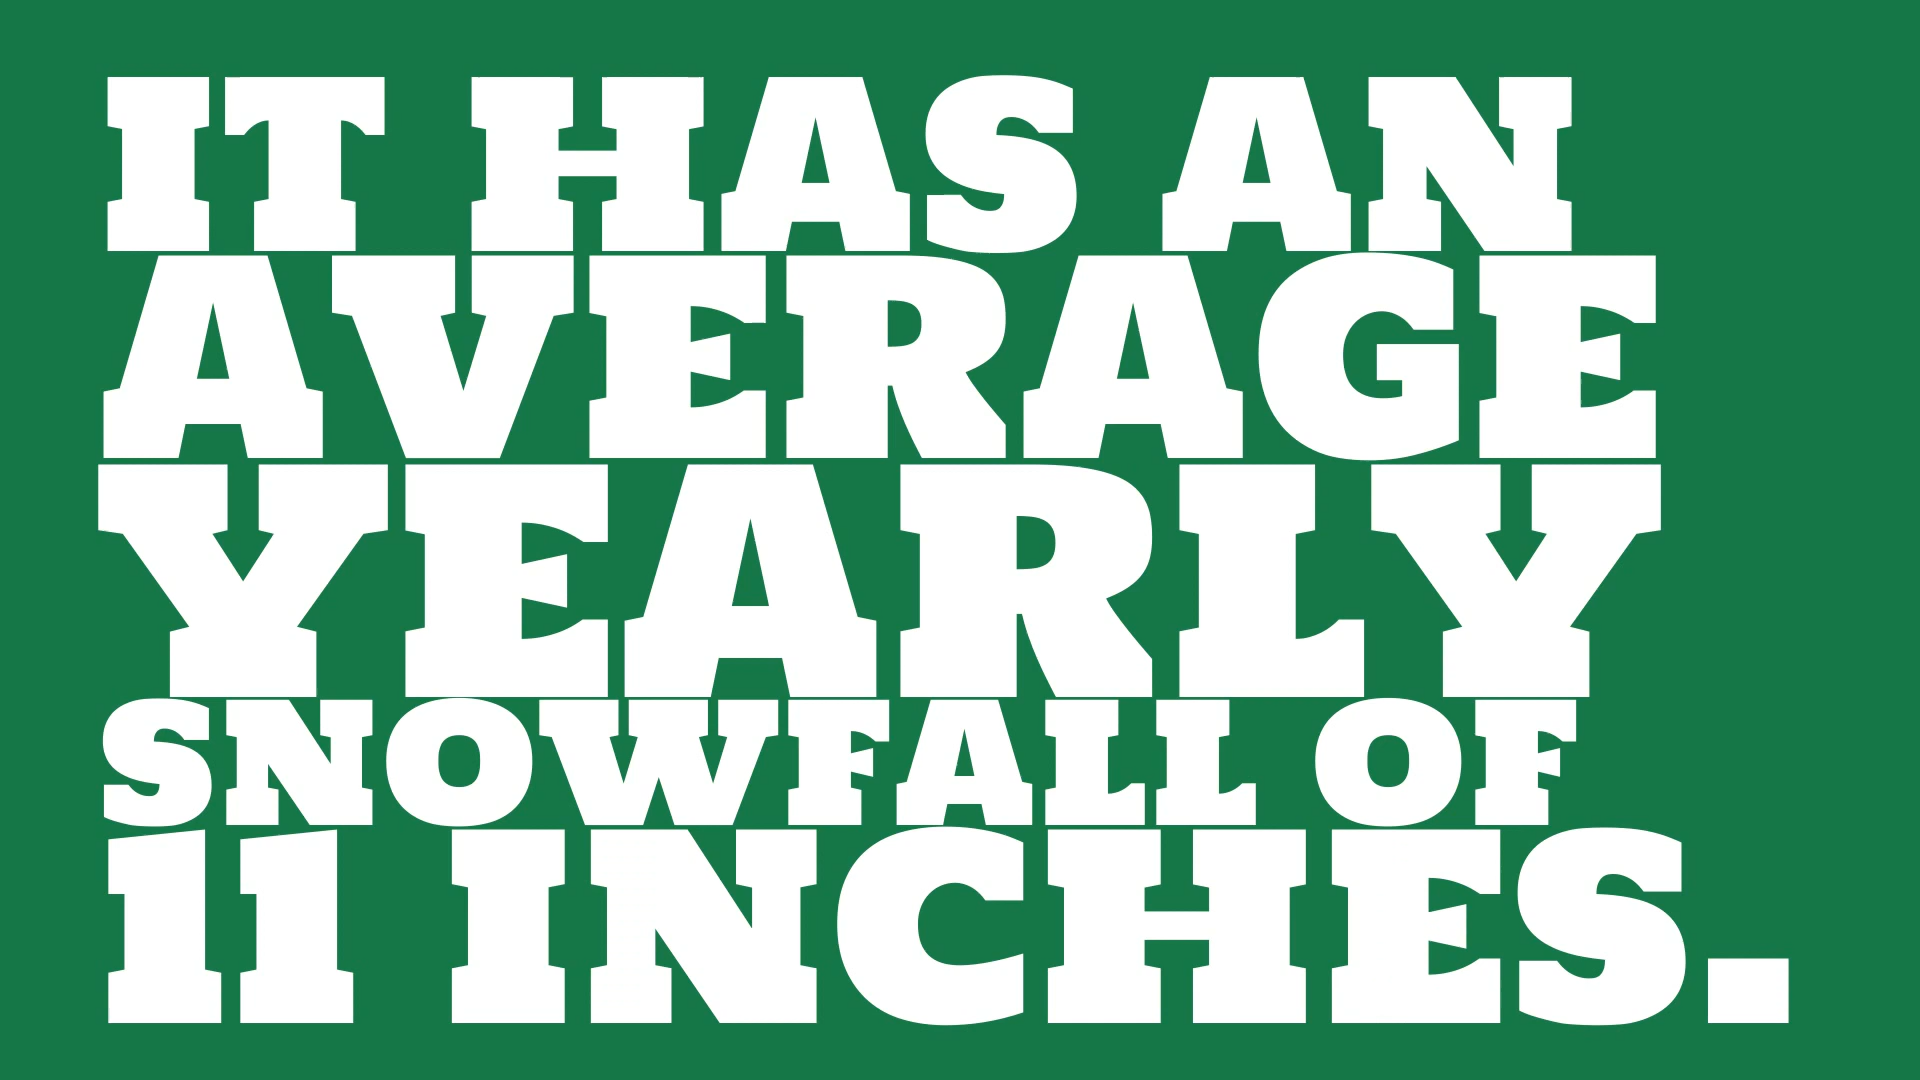 IT HAS AN
AVERAGE
YEARLY
SNOWFALL OF
11 INCHES.